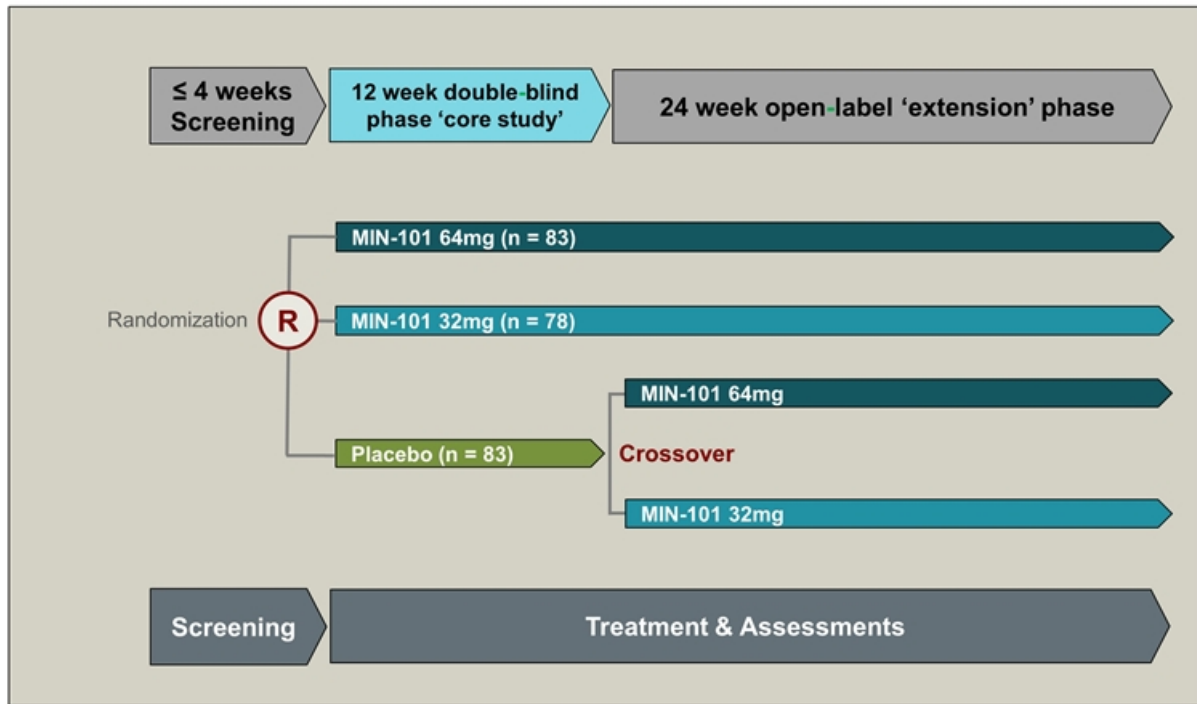 ≤ 4 weeks
Screening
12 week double-blind
phase ‘core study’
24 week open-label ‘extension’ phase
MIN-101 64mg (n = 83)
Randomization
R
MIN-101 32mg (n = 78)
MIN-101 64mg
Placebo (n = 83)
Crossover
MIN-101 32mg
Screening
Treatment & Assessments